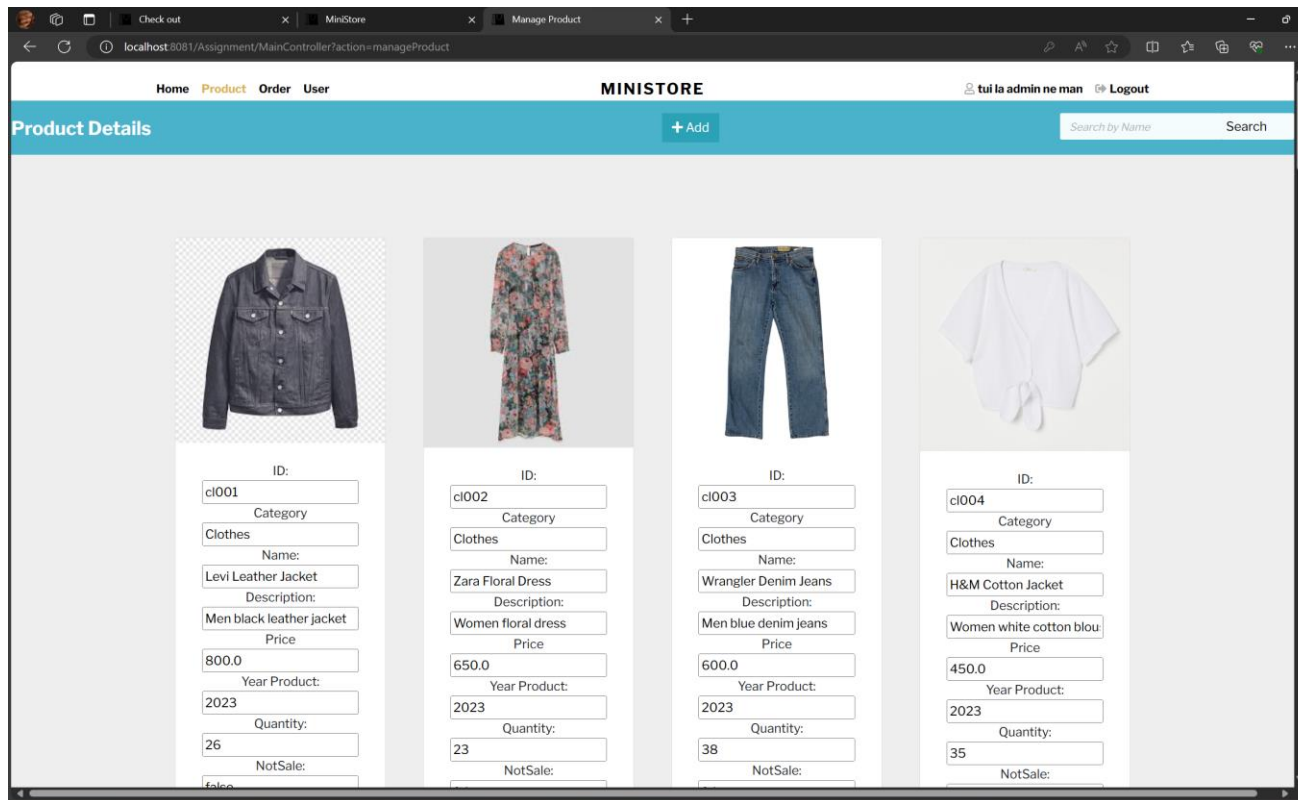 Check out
MiniStore
Manage Product
localhost:8081/Assignment/MainController?action=manageProduct
Home Product Order User
MINISTORE
tui la admin ne man Logout
Product Details
+ Add
Search by Name
Search
ID:
cl001
Category
Clothes
Name:
Levi Leather Jacket
Description:
Men black leather jacket
Price
800.0
Year Product:
2023
Quantity:
26
NotSale:
false
ID:
cl002
Category
Clothes
Name:
Zara Floral Dress
Description:
Women floral dress
Price
650.0
Year Product:
2023
Quantity:
23
NotSale:
ID:
cl003
Category
Clothes
Name:
Wrangler Denim Jeans
Description:
Men blue denim jeans
Price
600.0
Year Product:
2023
Quantity:
38
NotSale:
ID:
cl004
Category
Clothes
Name:
H&M Cotton Jacket
Description:
Women white cotton blou
Price
450.0
Year Product:
2023
Quantity:
35
NotSale: